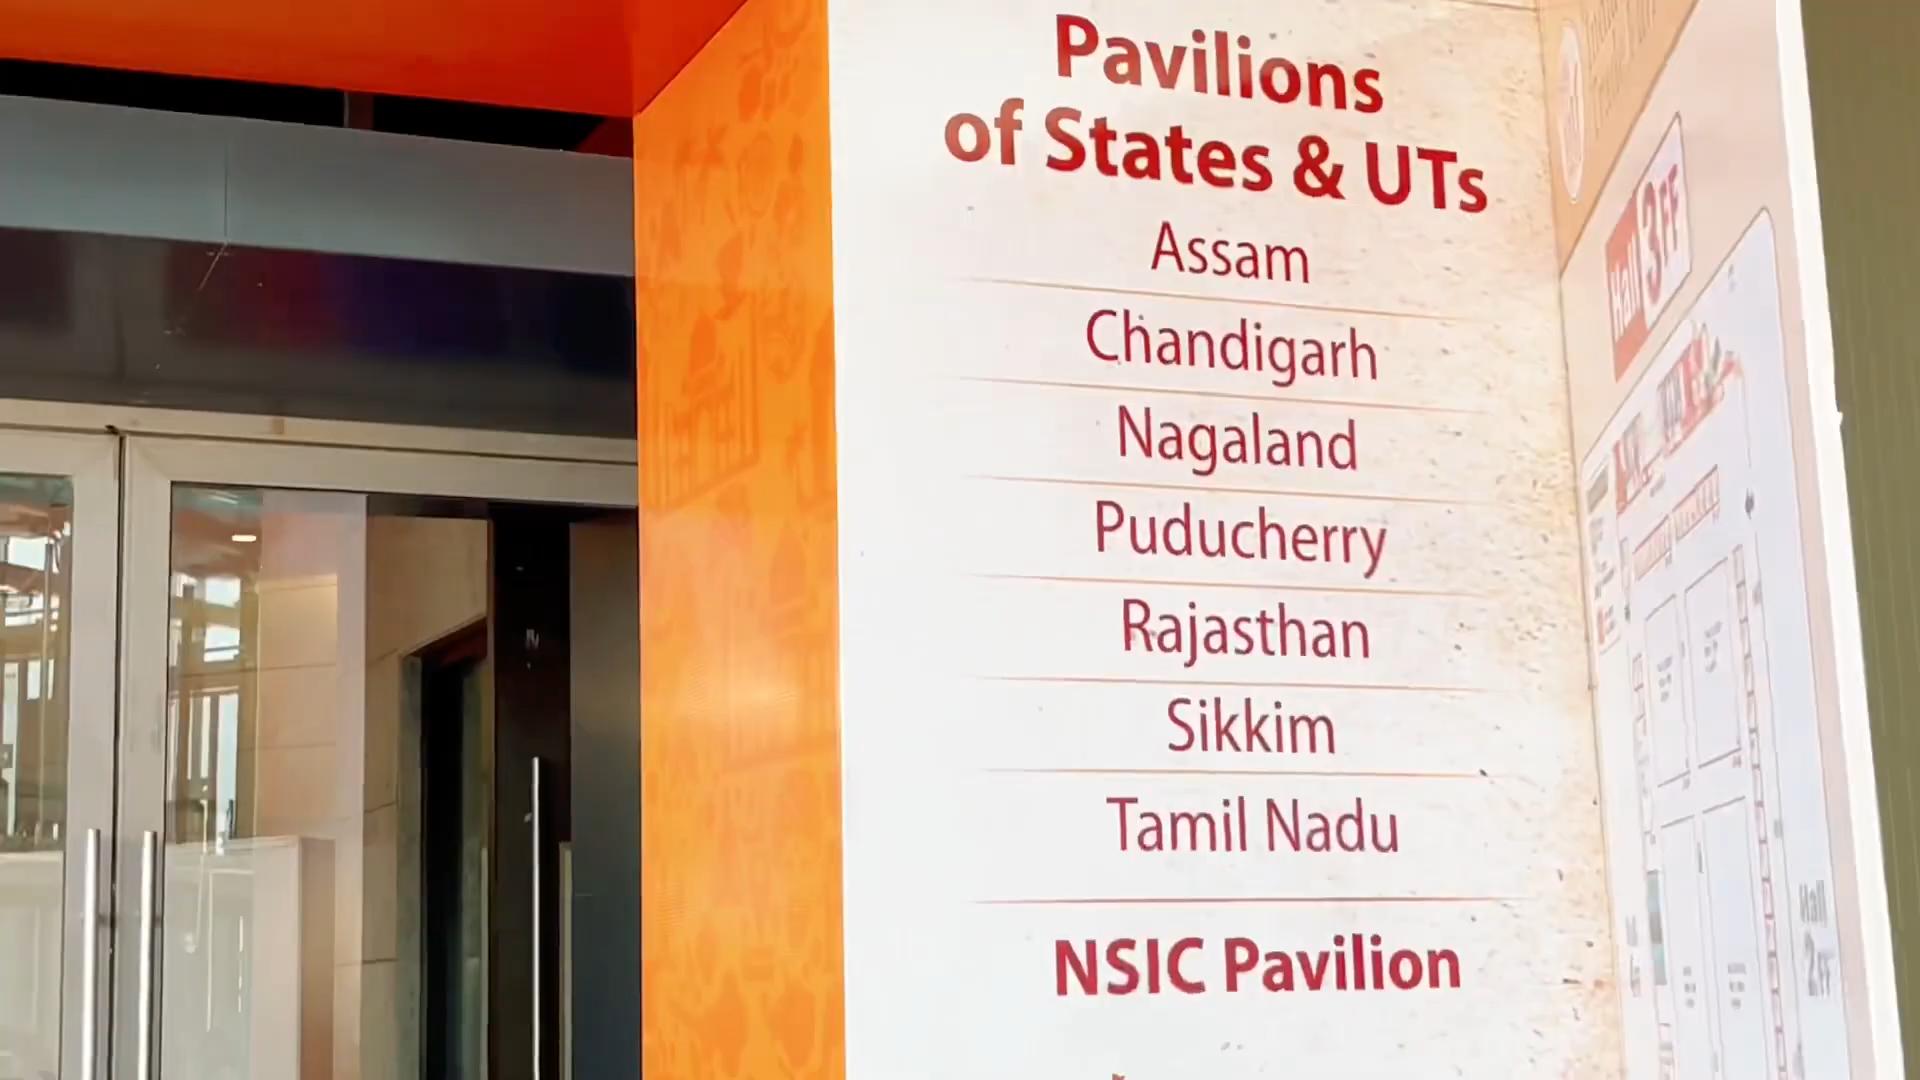 Pavilions
of States & UTs
Assam
Chandigarh
Nagaland
Puducherry
Rajasthan
Sikkim
Tamil Nadu
NSIC Pavilion
Hall 3FF
Hall
2FF